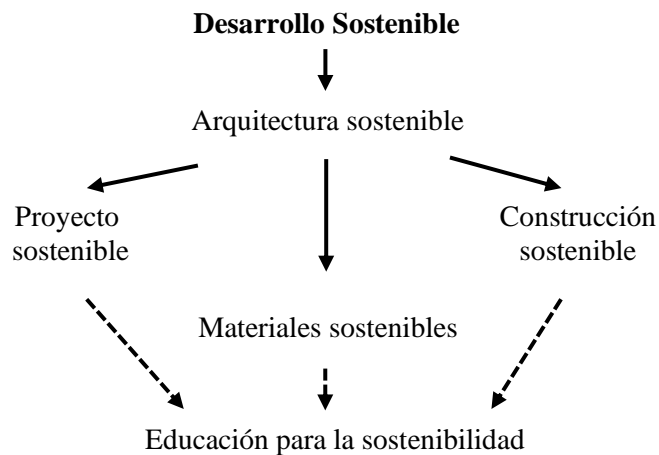 Desarrollo Sostenible
Arquitectura sostenible
Proyecto
sostenible
Construcción
sostenible
Materiales sostenibles
Educación para la sostenibilidad